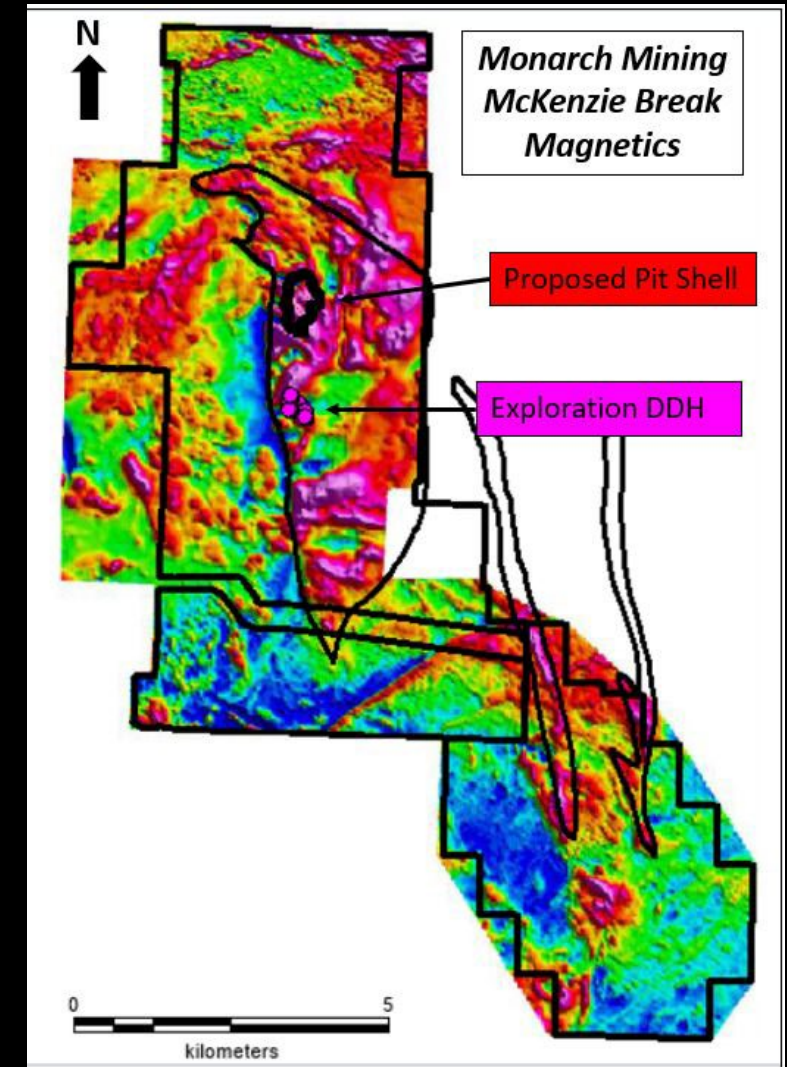 N
Monarch Mining
McKenzie Break
Magnetics
Proposed Pit Shell
Exploration DDH
0 5
kilometers